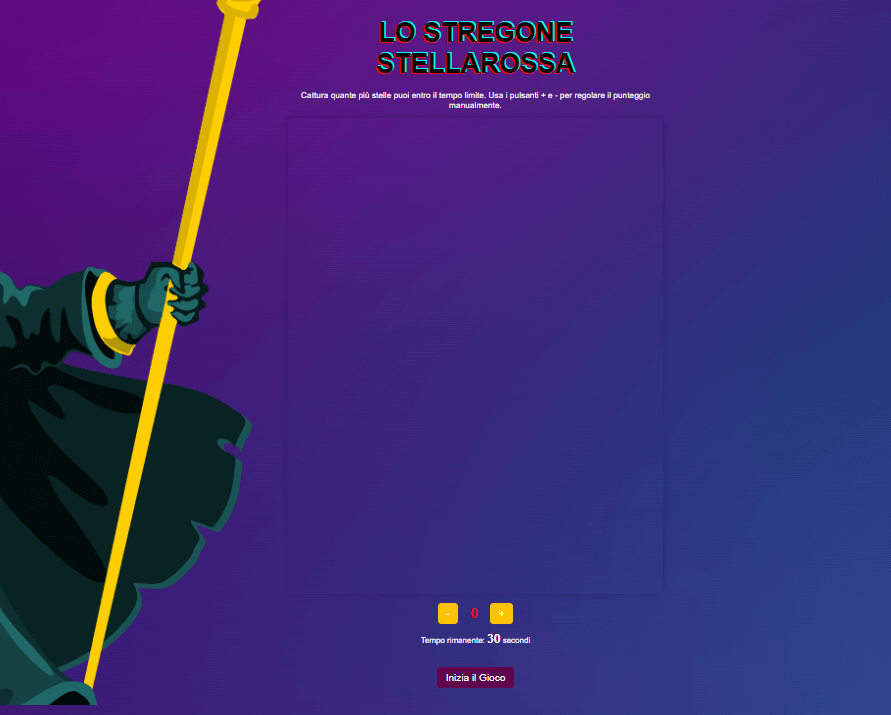 LO STREGONE
STELLAROSSA
Cattura quante più stelle puoi entro il tempo limite. Usa i pulsanti + e - per regolare il punteggio
manualmente.
- 0 +
Tempo rimanente: 30 secondi
Inizia il Gioco